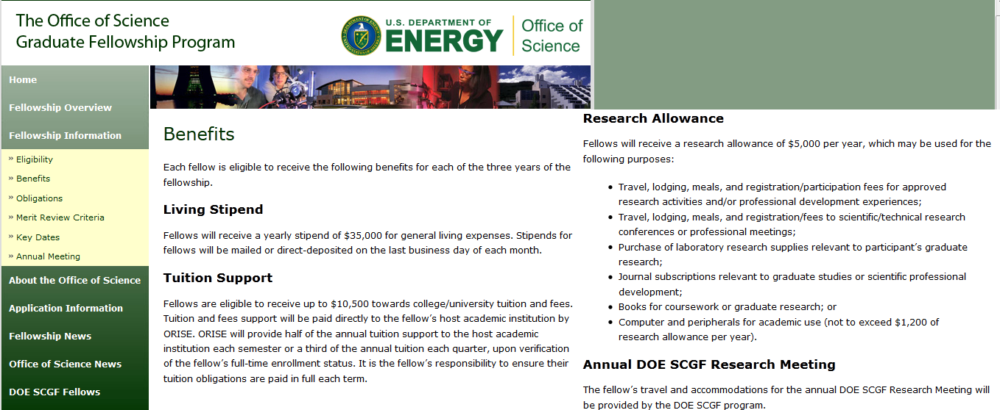 The Office of Science
Graduate Fellowship Program
U.S. DEPARTMENT OF
ENERGY
Office of
Science
Home
Fellowship Overview
Fellowship Information
» Eligibility
» Benefits
» Obligations
» Merit Review Criteria
» Key Dates
» Annual Meeting
About the Office of Science
Application Information
Fellowship News
Office of Science News
DOE SCGF Fellows
Benefits
Each fellow is eligible to receive the following benefits for each of the three years of the
fellowship.
Living Stipend
Fellows will receive a yearly stipend of $35,000 for general living expenses. Stipends for
fellows will be mailed or direct-deposited on the last business day of each month.
Tuition Support
Fellows are eligible to receive up to $10,500 towards college/university tuition and fees.
Tuition and fees support will be paid directly to the fellow's host academic institution by
ORISE. ORISE will provide half of the annual tuition support to the host academic
institution each semester or a third of the annual tuition each quarter, upon verification
of the fellow's full-time enrollment status. It is the fellow's responsibility to ensure their
tuition obligations are paid in full each term.
Research Allowance
Fellows will receive a research allowance of $5,000 per year, which may be used for the
following purposes:
• Travel, lodging, meals, and registration/participation fees for approved
research activities and/or professional development experiences;
• Travel, lodging, meals, and registration/fees to scientific/technical research
conferences or professional meetings;
• Purchase of laboratory research supplies relevant to participant's graduate
research;
• Journal subscriptions relevant to graduate studies or scientific professional
development;
• Books for coursework or graduate research; or
• Computer and peripherals for academic use (not to exceed $1,200 of
research allowance per year).
Annual DOE SCGF Research Meeting
The fellow's travel and accommodations for the annual DOE SCGF Research Meeting will
be provided by the DOE SCGF program.